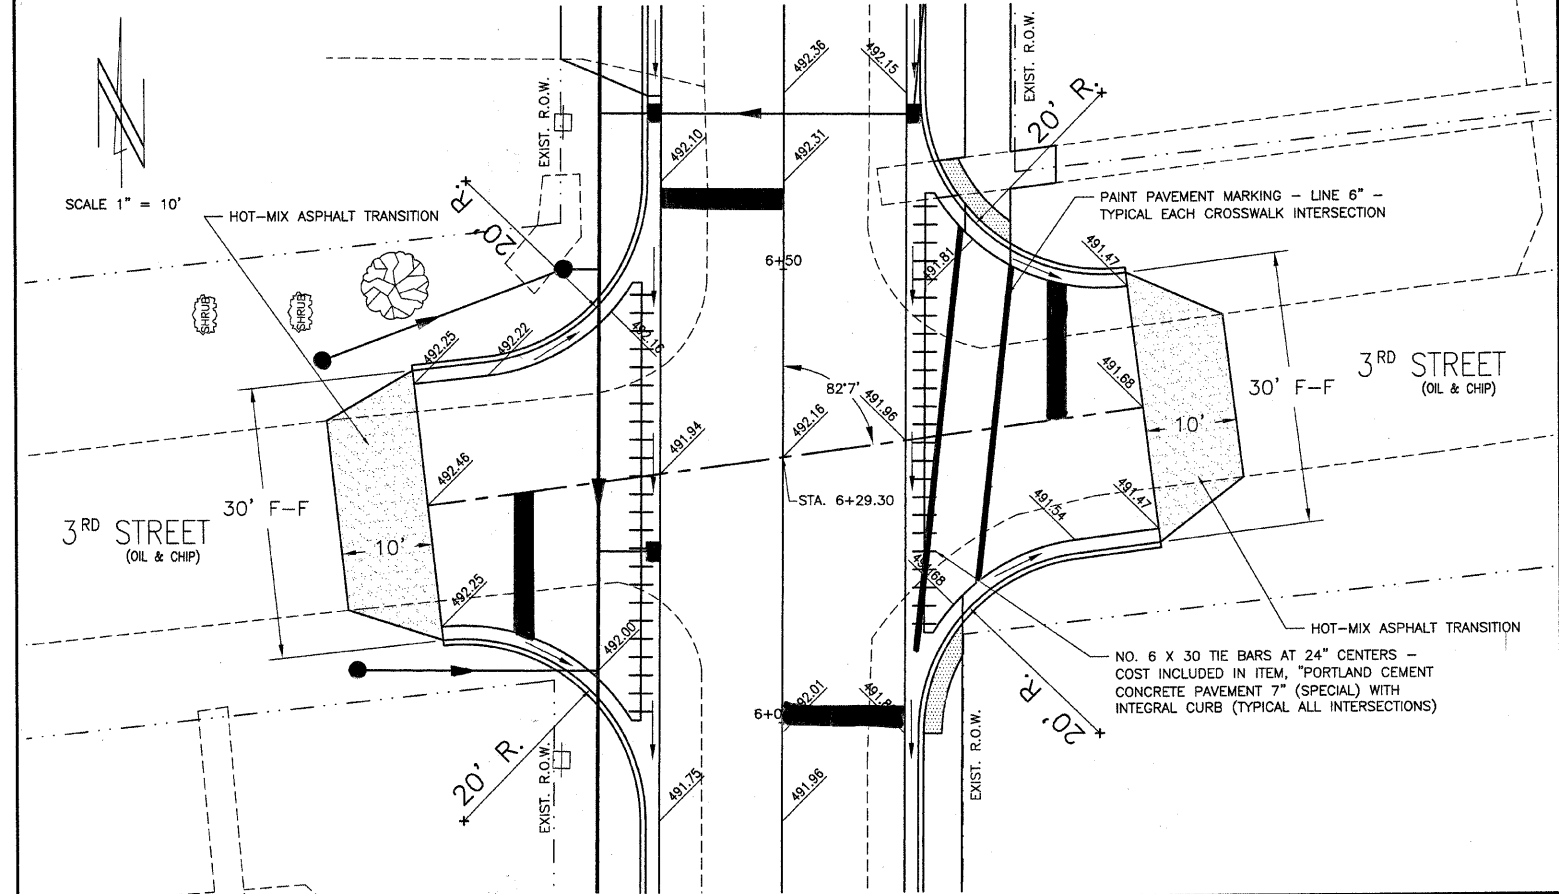 492.36
492.15
EXIST. R.O.W.
EXIST. R.O.W.
20' R.
492.10
492.31
SCALE 1" = 10'
HOT-MIX ASPHALT TRANSITION
20' R.
PAINT PAVEMENT MARKING – LINE 6" –
TYPICAL EACH CROSSWALK INTERSECTION
6+50
491.81
491.47
SHRUB
SHRUB
492.25
492.22
492.16
82°7'
491.96
492.16
491.68
3RD STREET
(OIL & CHIP)
30' F-F
10'
491.94
492.46
STA. 6+29.30
491.54
491.47
3RD STREET
(OIL & CHIP)
30' F-F
10'
492.25
492.00
HOT-MIX ASPHALT TRANSITION
NO. 6 X 30 TIE BARS AT 24" CENTERS –
COST INCLUDED IN ITEM, "PORTLAND CEMENT
CONCRETE PAVEMENT 7" (SPECIAL) WITH
INTEGRAL CURB (TYPICAL ALL INTERSECTIONS)
20' R.
20' R.
EXIST. R.O.W.
EXIST. R.O.W.
491.75
491.96